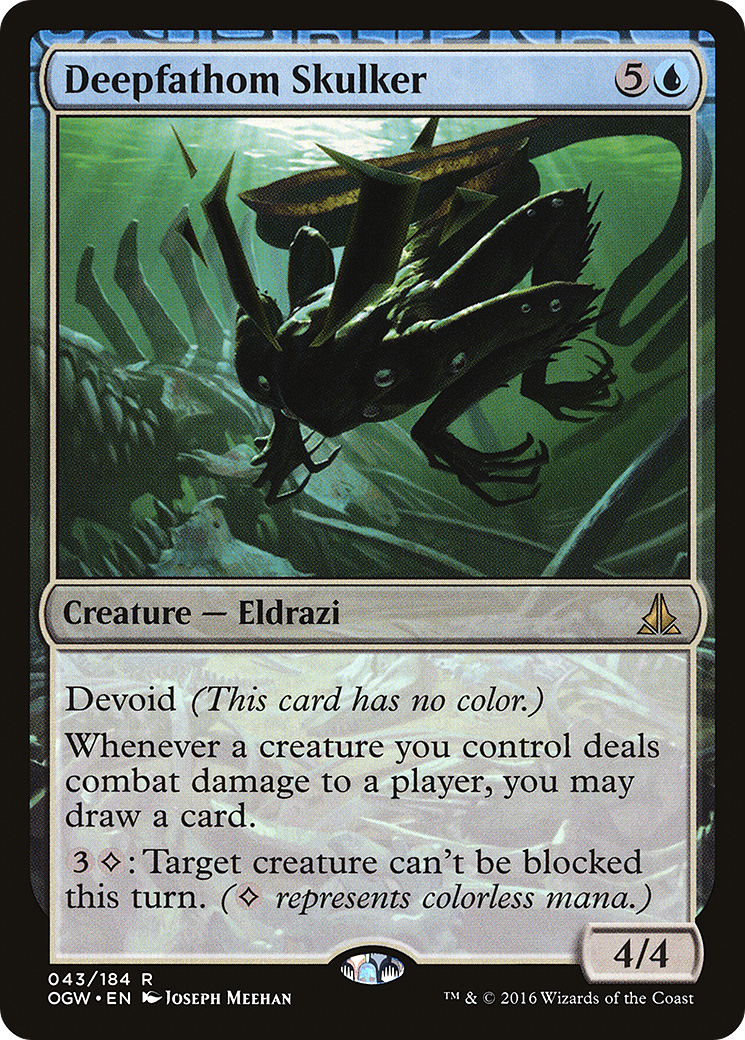 Deepfathom Skulker 5
Creature — Eldrazi
Devoid (This card has no color.)
Whenever a creature you control deals
combat damage to a player, you may
draw a card.
3◇: Target creature can't be blocked
this turn. (◇ represents colorless mana.)
4/4
043/184 R
OGW • EN Joseph Meehan
™ & © 2016 Wizards of the Coast